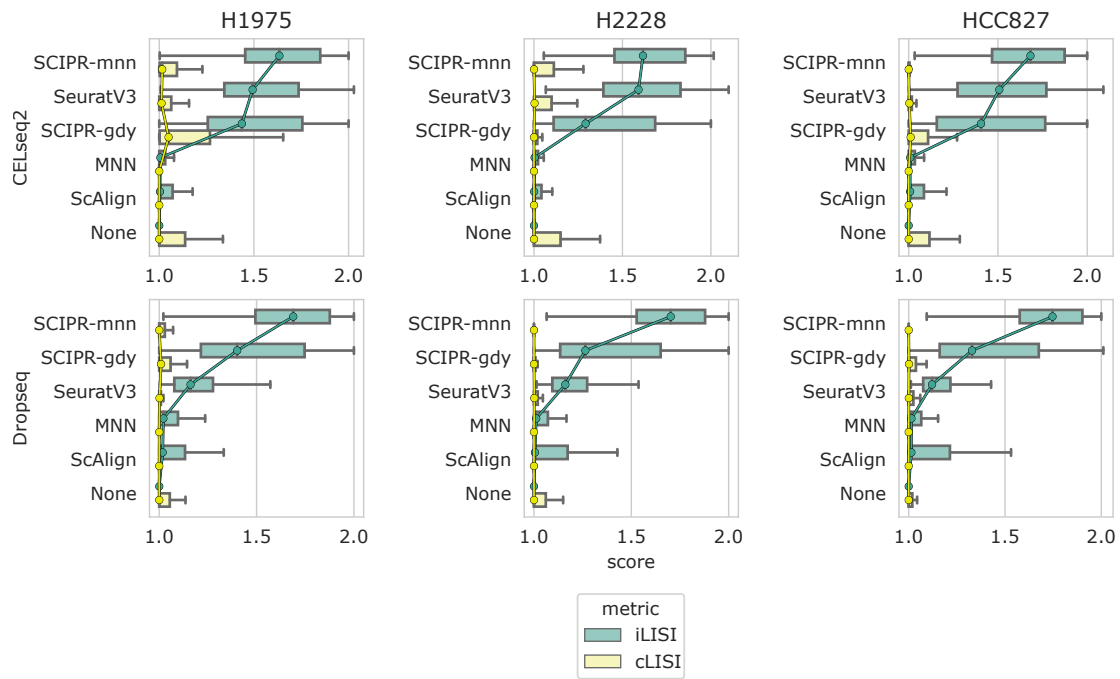 H1975
H2228
HCC827
CELseq2
SCIPR-mnn
SeuratV3
SCIPR-gdy
MNN
ScAlign
None
1.0 1.5 2.0
SCIPR-mnn
SeuratV3
SCIPR-gdy
MNN
ScAlign
None
1.0 1.5 2.0
SCIPR-mnn
SeuratV3
SCIPR-gdy
MNN
ScAlign
None
1.0 1.5 2.0
Dropseq
SCIPR-mnn
SCIPR-gdy
SeuratV3
MNN
ScAlign
None
1.0 1.5 2.0
SCIPR-mnn
SCIPR-gdy
SeuratV3
MNN
ScAlign
None
1.0 1.5 2.0
score
SCIPR-mnn
SCIPR-gdy
SeuratV3
MNN
ScAlign
None
1.0 1.5 2.0
metric
iLISI
cLISI